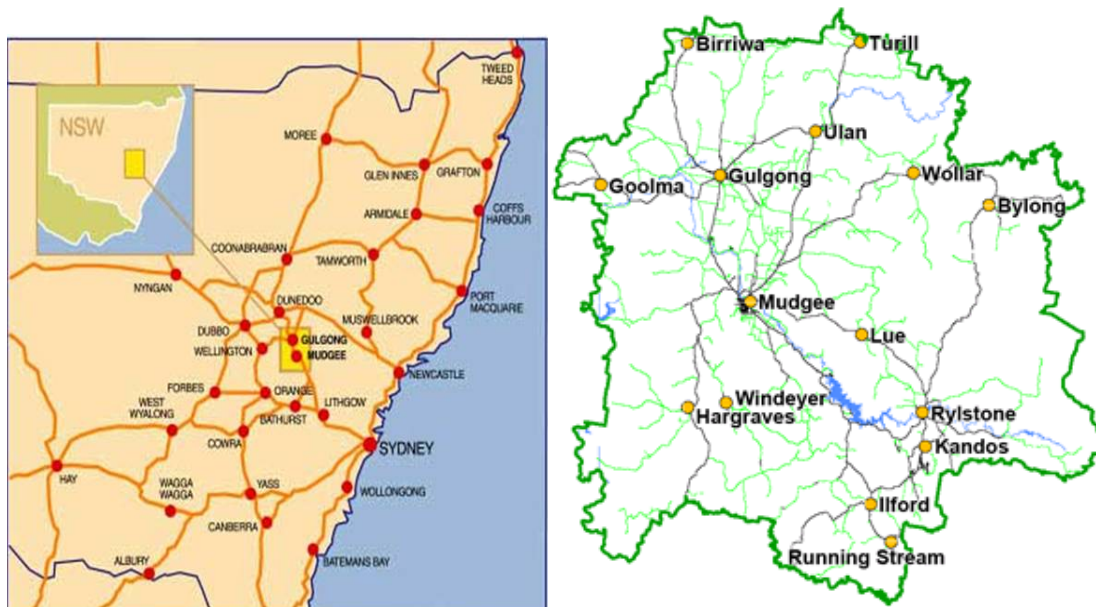 TWEED
HEADS
NSW
MOREE
GLEN INNES
GRAFTON
ARMIDALE
COFFS
HARBOUR
COONABRABRAN
TAMWORTH
NYNGAN
DUNEDOO
PORT
MACQUARIE
MUSWELLBROOK
DUBBO
GULGONG
WELLINGTON
MUDGEE
NEWCASTLE
FORBES
ORANGE
WEST
WYALONG
LITHGOW
BATHURST
COWRA
SYDNEY
HAY
WAGGA
WAGGA
YASS
WOLLONGONG
CANBERRA
ALBURY
BATEMANS BAY
Birriwa
Turill
Ulan
Gulgong
Wollar
Goolma
Bylong
Mudgee
Lue
Windeyer
Hargraves
Rylstone
Kandos
Ilford
Running Stream